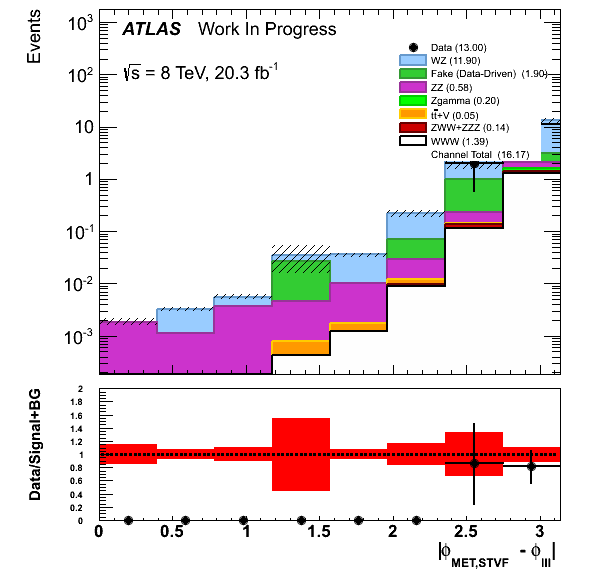 Events
10³
10²
10
1
10⁻¹
10⁻²
10⁻³
ATLAS Work In Progress
√s = 8 TeV, 20.3 fb⁻¹
Data (13.00)
WZ (11.90)
Fake (Data-Driven) (1.90)
ZZ (0.58)
Zgamma (0.20)
tt̄+V (0.05)
ZWW+ZZZ (0.14)
WWW (1.39)
Channel Total (16.17)
Data/Signal+BG
2
1.8
1.6
1.4
1.2
1
0.8
0.6
0.4
0.2
0
0 0.5 1 1.5 2 2.5 3
|ϕMET,STVF - ϕlll|